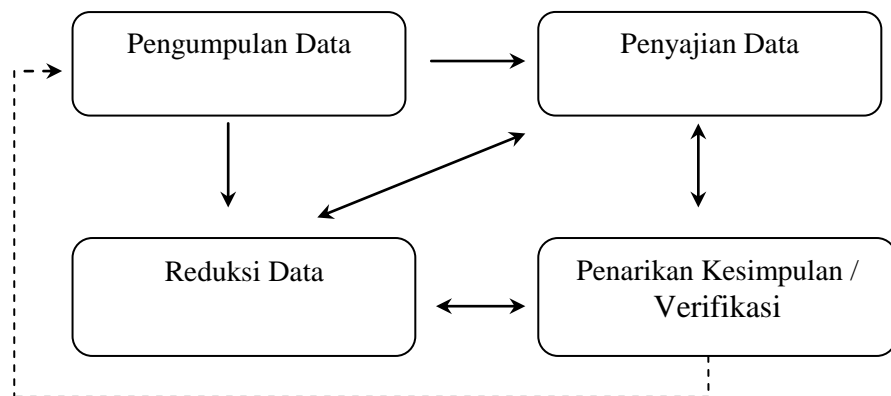 Pengumpulan Data
Penyajian Data
Reduksi Data
Penarikan Kesimpulan /
Verifikasi